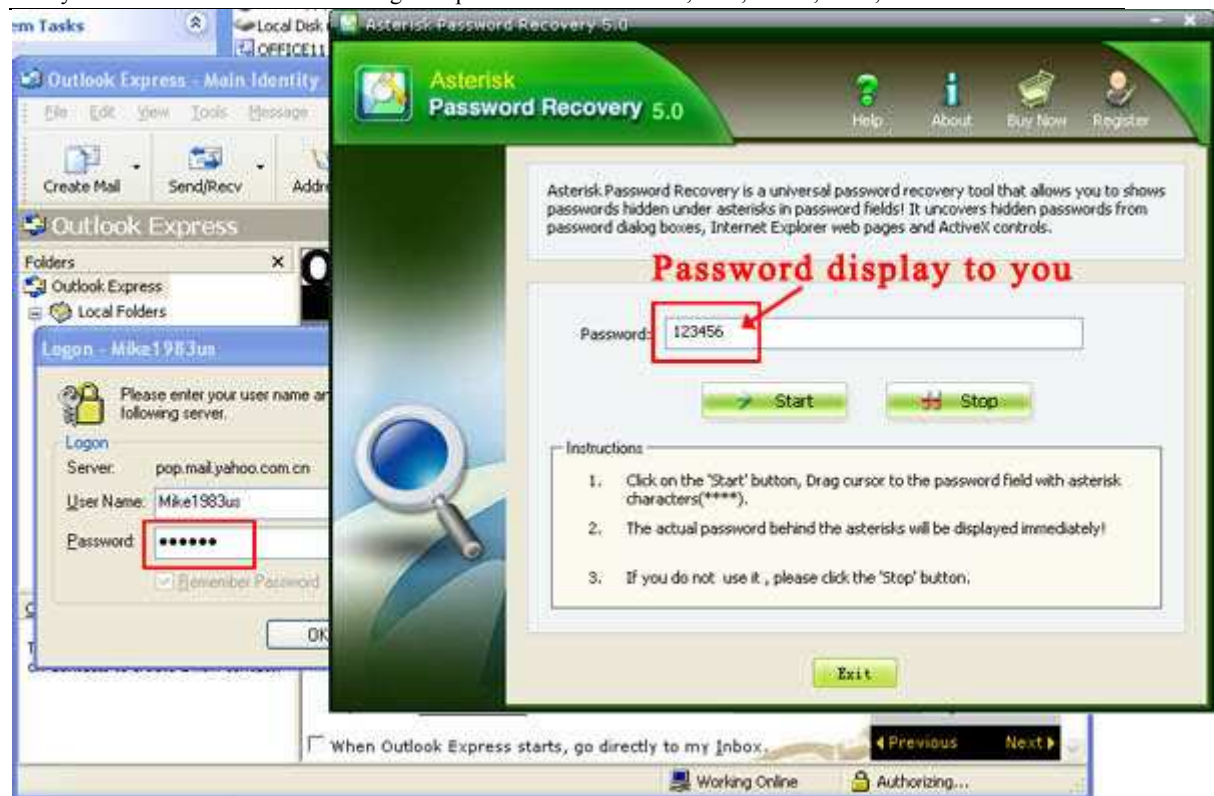 em Tasks
Local Disk
OFFICE11
Outlook Express - Main Identity
File Edit View Tools Message
Create Mail
Send/Recv
Addre
Outlook Express
Folders
Outlook Express
Local Folders
Logon - Mike1983us
Please enter your user name an
following server.
Logon
Server: pop.mail.yahoo.com.cn
User Name: Mike1983us
Password: ••••••
Remember Password
OK
When Outlook Express starts, go directly to my Inbox.
Previous Next
Working Online
Authorizing...
Asterisk Password Recovery 5.0
Asterisk
Password Recovery 5.0
Help About Buy Now Register
Asterisk Password Recovery is a universal password recovery tool that allows you to shows
passwords hidden under asterisks in password fields! It uncovers hidden passwords from
password dialog boxes, Internet Explorer web pages and ActiveX controls.
Password display to you
Password: 123456
Start Stop
Instructions
1. Click on the 'Start' button, Drag cursor to the password field with asterisk
characters(****).
2. The actual password behind the asterisks will be displayed immediately!
3. If you do not use it , please click the 'Stop' button.
Exit